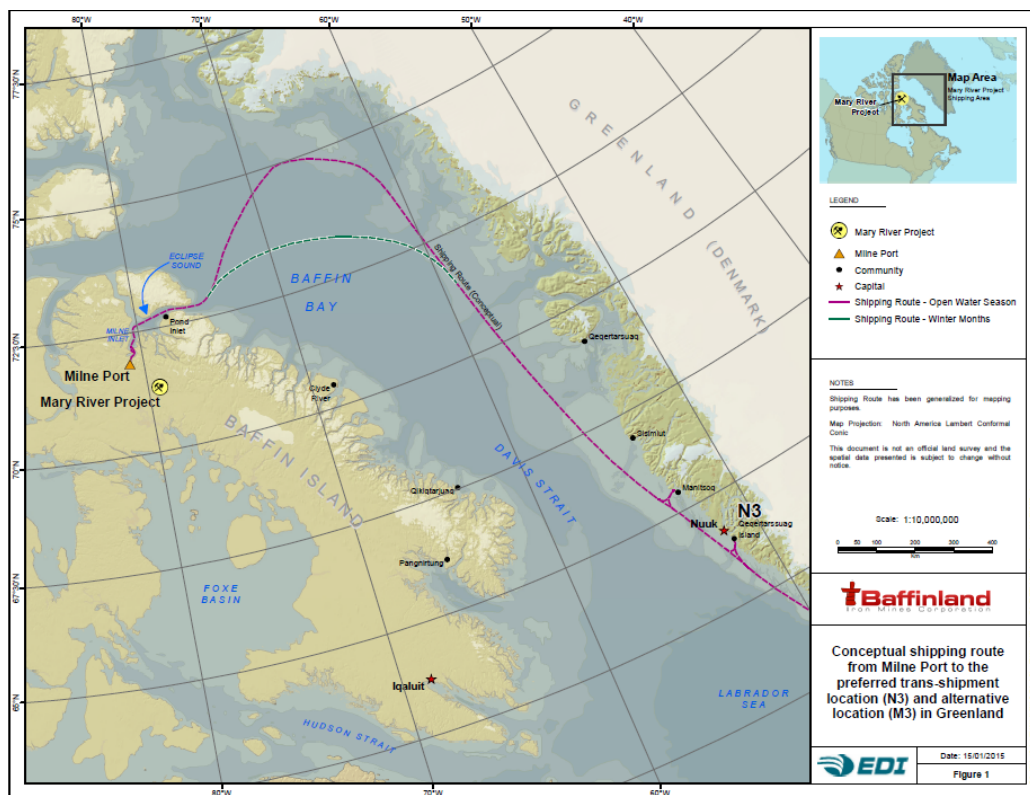 80°W
70°W
60°W
50°W
40°W
77°30'N
75°N
72°30'N
70°N
67°30'N
65°N
80°W
70°W
60°W
GREENLAND
(DENMARK)
ECLIPSE
SOUND
BAFFIN
BAY
Shipping Route (Conceptual)
Pond
Inlet
MILNE
INLET
Milne Port
Mary River Project
Clyde
River
Qeqertarsuaq
BAFFIN ISLAND
Sisimiut
DAVIS STRAIT
Qikiqtarjuaq
Manitsoq
N3
Nuuk
Qeqertarssuag
Island
Pangnirtung
FOXE
BASIN
Iqaluit
LABRADOR
SEA
HUDSON STRAIT
Map Area
Mary River Project
Shipping Area
Mary River
Project
LEGEND
Mary River Project
Milne Port
Community
Capital
Shipping Route - Open Water Season
Shipping Route - Winter Months
NOTES
Shipping Route has been generalized for mapping
purposes.
Map Projection: North America Lambert Conformal
Conic
This document is not an official land survey and the
spatial data presented is subject to change without
notice.
Scale: 1:10,000,000
0 50 100 200 300 400
Km
Baffinland
Iron Mines Corporation
Conceptual shipping route
from Milne Port to the
preferred trans-shipment
location (N3) and alternative
location (M3) in Greenland
EDI
Date: 15/01/2015
Figure 1